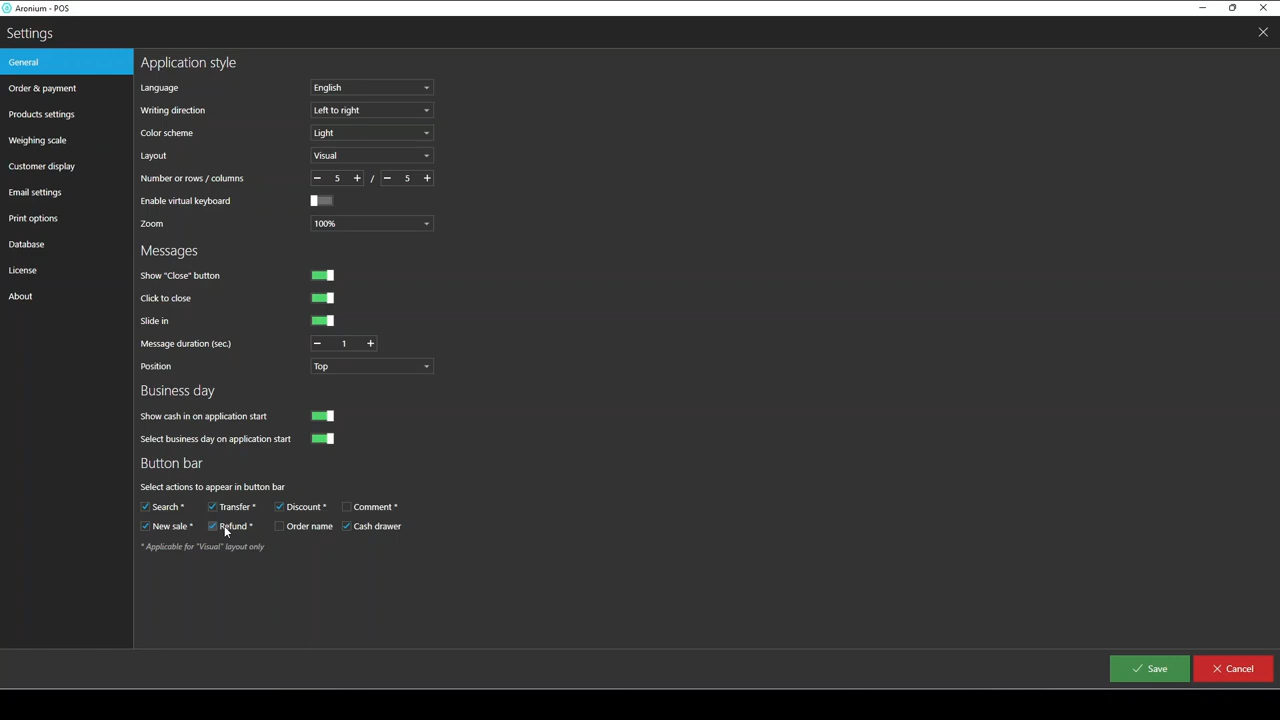 Aronium - POS
Settings
General
Order & payment
Products settings
Weighing scale
Customer display
Email settings
Print options
Database
License
About
Application style
Language English
Writing direction Left to right
Color scheme Light
Layout Visual
Number or rows / columns 5 / 5
Enable virtual keyboard
Zoom 100%
Messages
Show "Close" button
Click to close
Slide in
Message duration (sec.) 1
Position Top
Business day
Show cash in on application start
Select business day on application start
Button bar
Select actions to appear in button bar
Search * Transfer * Discount * Comment *
New sale * Refund * Order name Cash drawer
* Applicable for "Visual" layout only
Save Cancel